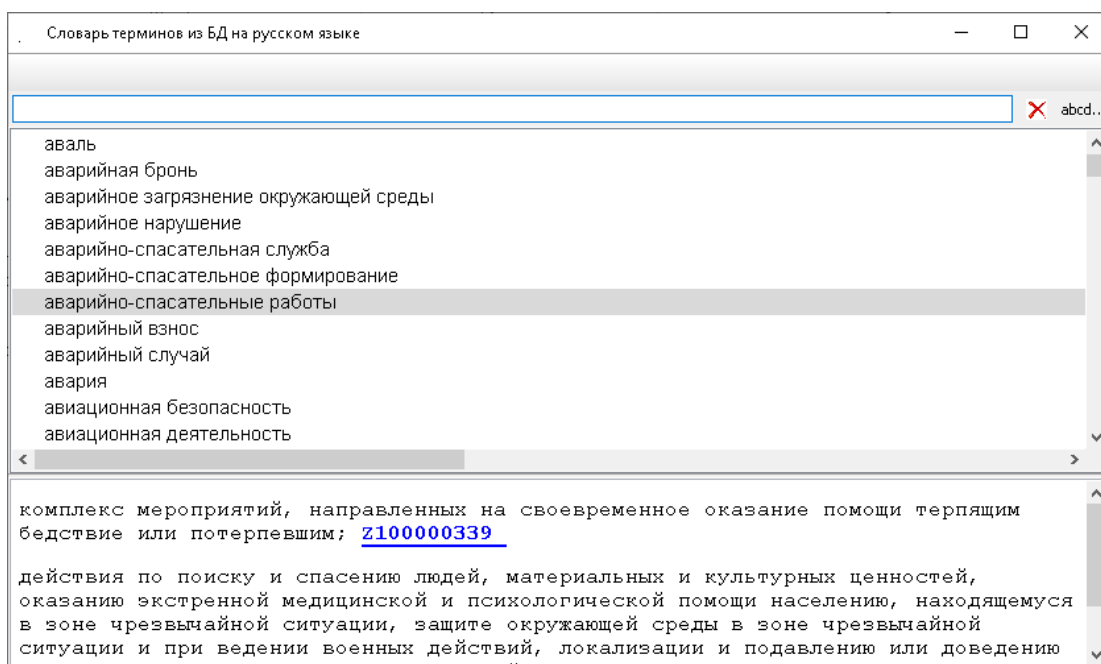 Словарь терминов из БД на русском языке
abcd..
аваль
аварийная бронь
аварийное загрязнение окружающей среды
аварийное нарушение
аварийно-спасательная служба
аварийно-спасательное формирование
аварийно-спасательные работы
аварийный взнос
аварийный случай
авария
авиационная безопасность
авиационная деятельность
комплекс мероприятий, направленных на своевременное оказание помощи терпящим
бедствие или потерпевшим; Z100000339
действия по поиску и спасению людей, материальных и культурных ценностей,
оказанию экстренной медицинской и психологической помощи населению, находящемуся
в зоне чрезвычайной ситуации, защите окружающей среды в зоне чрезвычайной
ситуации и при ведении военных действий, локализации и подавлению или доведению